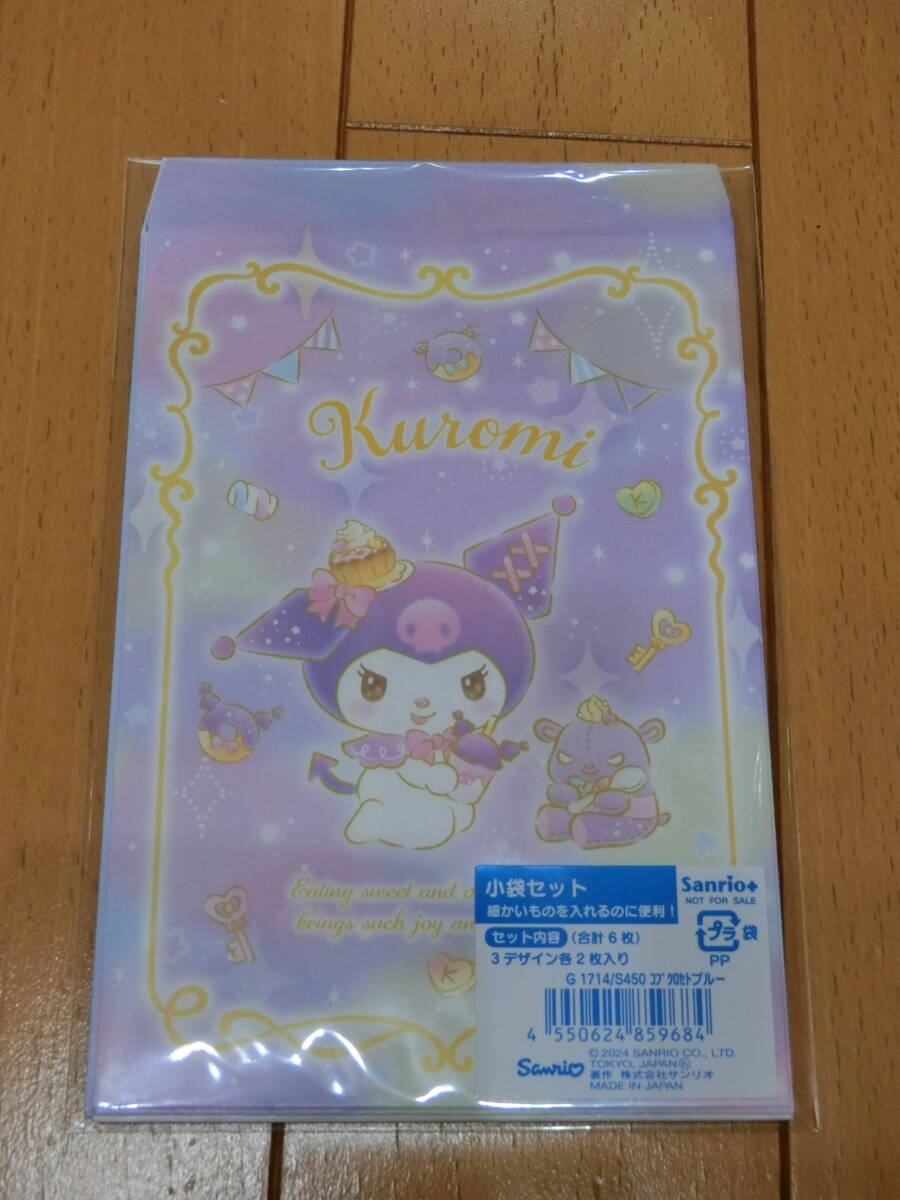 Kuromi
K
Eating sweet and d
brings such joy an
K
小袋セット
細かいものを入れるのに便利！
セット内容 (合計6枚)
3デザイン各2枚入り
Sanrio+
NOT FOR SALE
プラ 袋
PP
G 1714/S450 ｺﾌﾞｸﾛｾﾄブルー
4 550624 859684
Sanrio
© 2024 SANRIO CO., LTD.
TOKYO, JAPAN Ⓗ
著作 株式会社サンリオ
MADE IN JAPAN